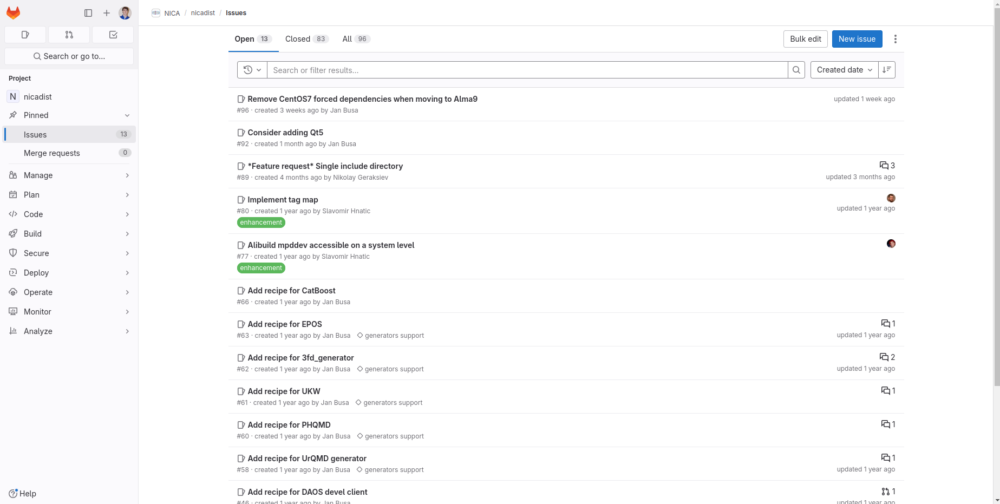 NICA / nicadist / Issues
Search or go to...
Project
N nicadist
Pinned
Issues 13
Merge requests 0
Manage
Plan
Code
Build
Secure
Deploy
Operate
Monitor
Analyze
Help
Open 13 Closed 83 All 96
Bulk edit New issue
Search or filter results... Created date
Remove CentOS7 forced dependencies when moving to Alma9
updated 1 week ago
#96 · created 3 weeks ago by Jan Busa
Consider adding Qt5
#92 · created 1 month ago by Jan Busa
*Feature request* Single include directory 3
#89 · created 4 months ago by Nikolay Geraksiev updated 3 months ago
Implement tag map
#80 · created 1 year ago by Slavomir Hnatic updated 1 year ago
enhancement
Alibuild mpddev accessible on a system level
#77 · created 1 year ago by Slavomir Hnatic
enhancement
Add recipe for CatBoost
#66 · created 1 year ago by Jan Busa
Add recipe for EPOS 1
#63 · created 1 year ago by Jan Busa generators support updated 1 year ago
Add recipe for 3fd_generator 2
#62 · created 1 year ago by Jan Busa generators support updated 1 year ago
Add recipe for UKW 1
#61 · created 1 year ago by Jan Busa generators support
Add recipe for PHQMD 1
#60 · created 1 year ago by Jan Busa generators support
Add recipe for UrQMD generator 1
#58 · created 1 year ago by Jan Busa generators support updated 1 year ago
Add recipe for DAOS devel client 1
#46 · created 1 year ago by Jan Busa updated 1 year ago